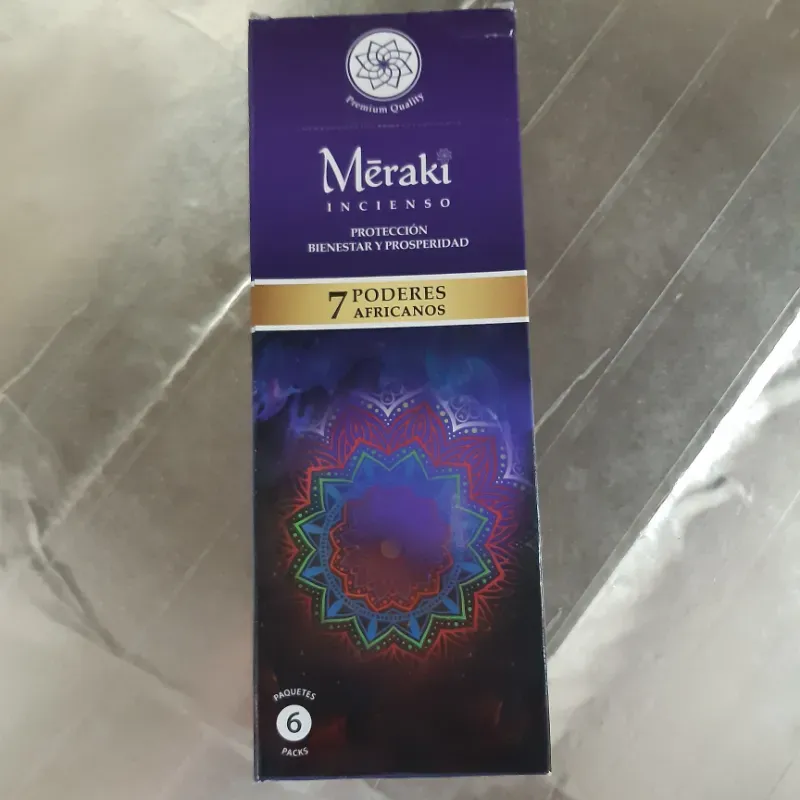 Premium Quality
Mēraki
INCIENSO
PROTECCIÓN
BIENESTAR Y PROSPERIDAD
7 PODERES
AFRICANOS
PAQUETES
6
PACKS